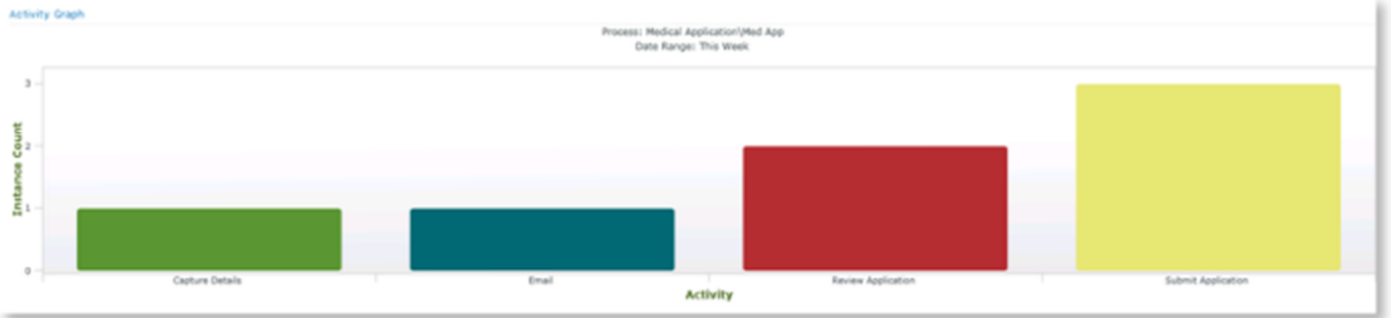 Activity Graph
Process: Medical Application\Med App
Date Range: This Week
Instance Count
3
2
1
0
Capture Details
Email
Review Application
Submit Application
Activity